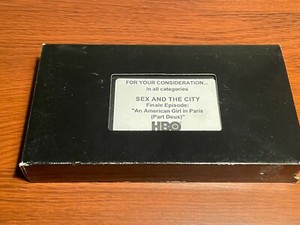 FOR YOUR CONSIDERATION...
in all categories
SEX AND THE CITY
Finale Episode:
"An American Girl in Paris
(Part Deux)"
HBO